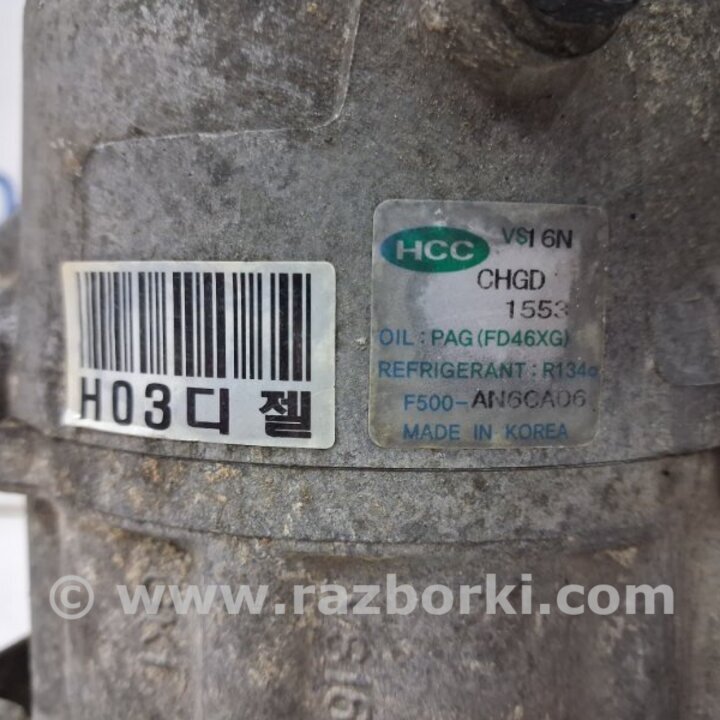 HCC VS16N
CHGD
1553
OIL : PAG (FD46XG)
REFRIGERANT : R134a
F500-AN6CA06
MADE IN KOREA
H03디젤
© www.razborki.com
S16